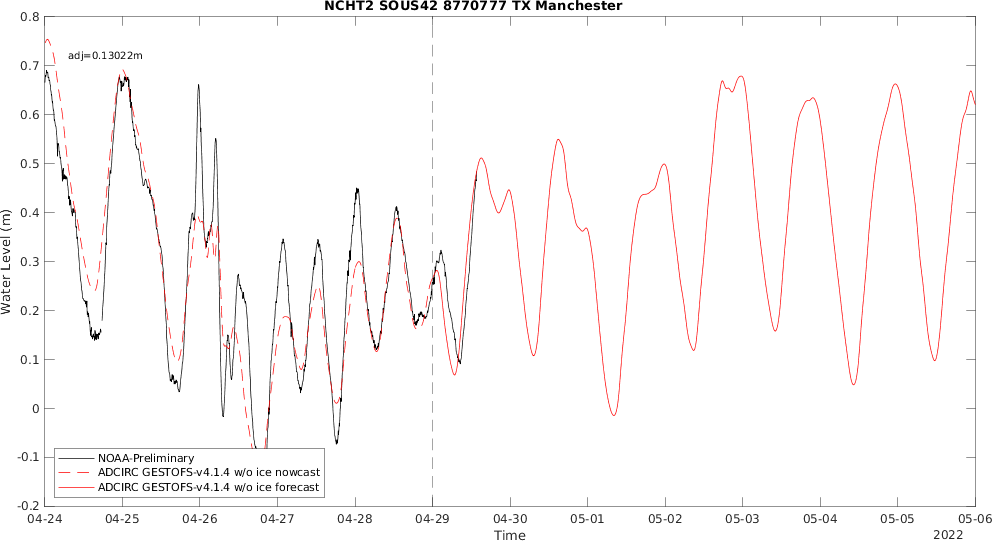 NCHT2 SOUS42 8770777 TX Manchester
0.8
0.7
0.6
0.5
0.4
0.3
0.2
0.1
0
-0.1
-0.2
Water Level (m)
adj=0.13022m
NOAA-Preliminary
ADCIRC GESTOFS-v4.1.4 w/o ice nowcast
ADCIRC GESTOFS-v4.1.4 w/o ice forecast
04-24 04-25 04-26 04-27 04-28 04-29 04-30 05-01 05-02 05-03 05-04 05-05 05-06
Time
2022